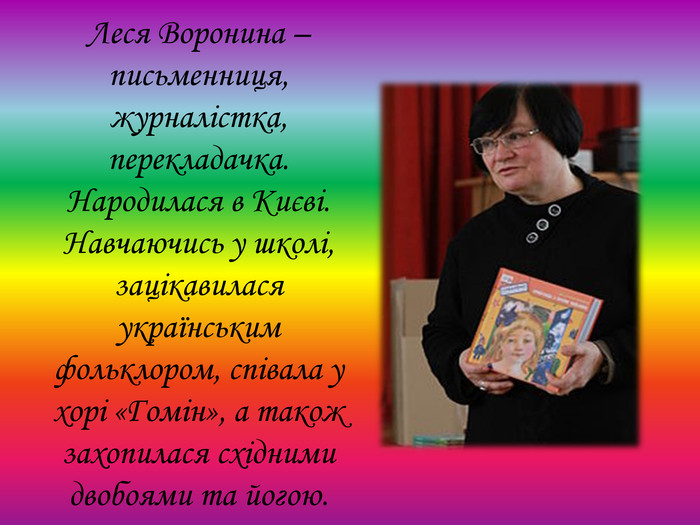 Леся Воронина –
письменниця,
журналістка,
перекладачка.
Народилася в Києві.
Навчаючись у школі,
зацікавилася
українським
фольклором, співала у
хорі «Гомін», а також
захопилася східними
двобоями та йогою.